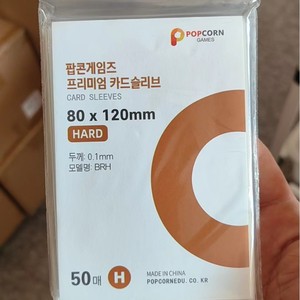 POPCORN
GAMES
팝콘게임즈
프리미엄 카드슬리브
CARD SLEEVES
80 x 120mm
HARD
두께: 0.1mm
모델명: BRH
50매
H
MADE IN CHINA
POPCORNEDU.CO.KR